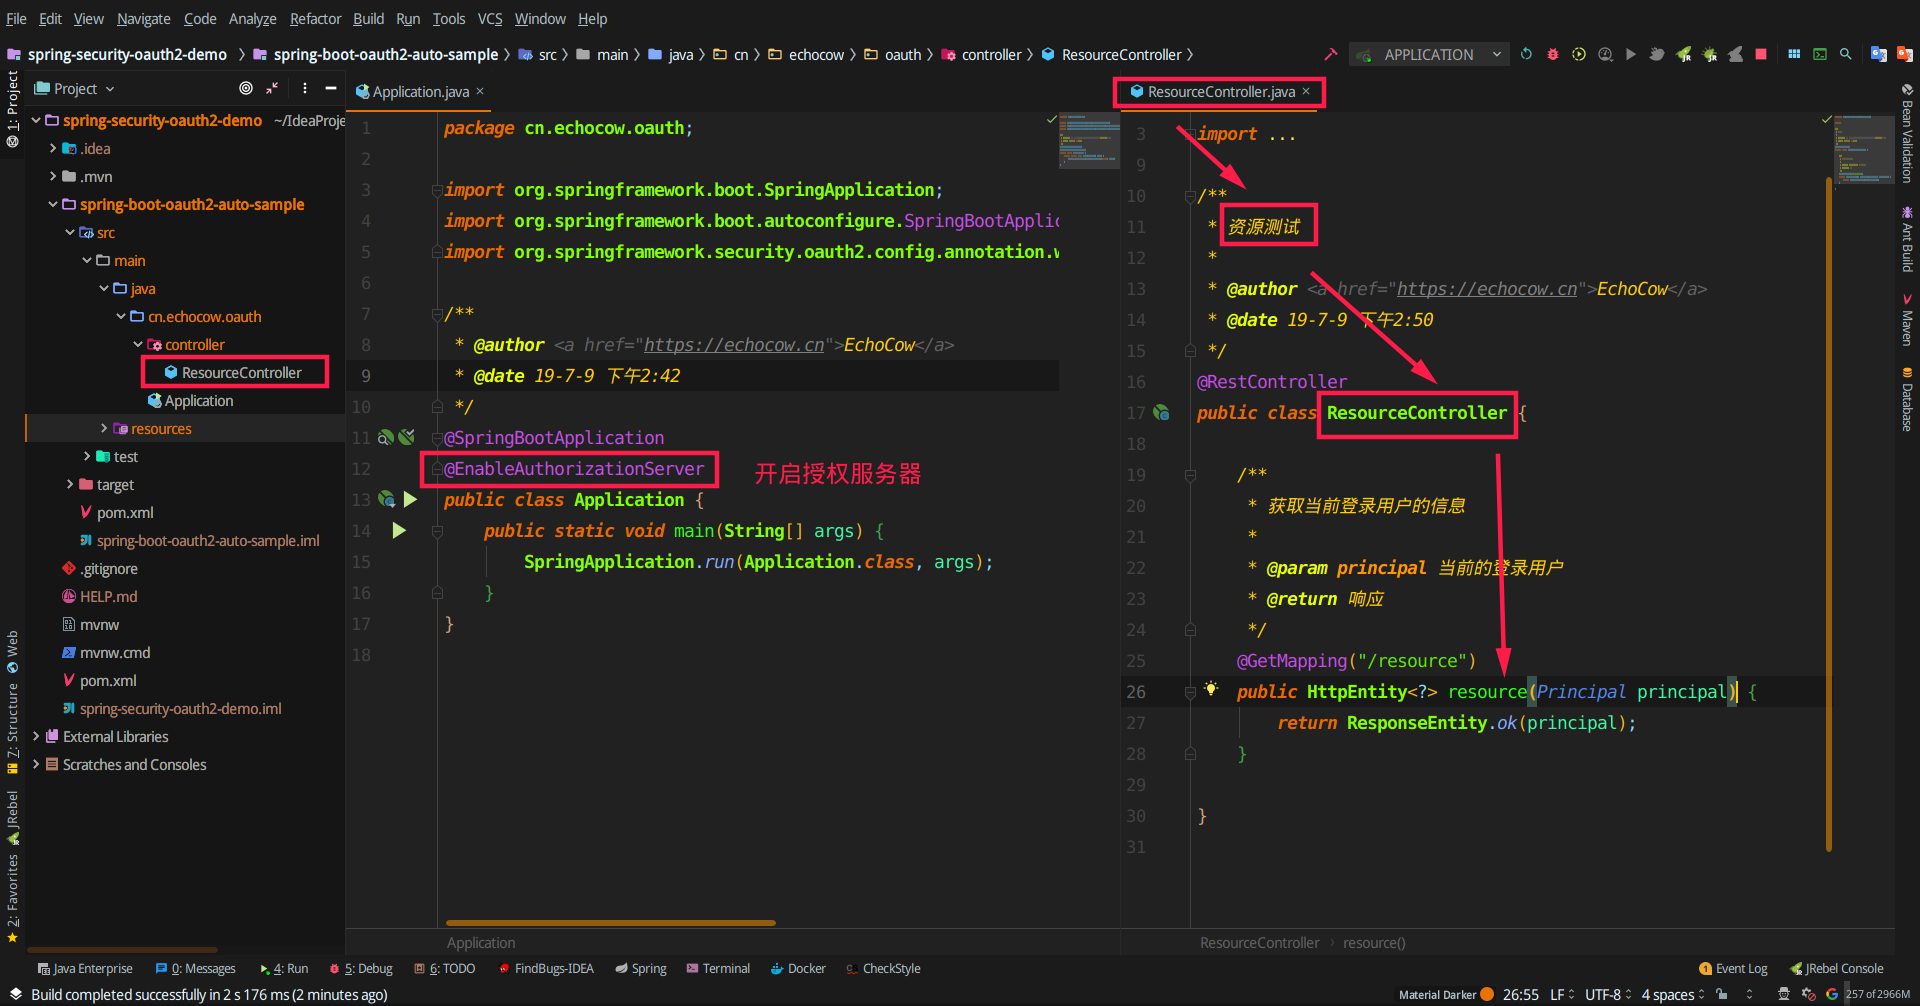 File Edit View Navigate Code Analyze Refactor Build Run Tools VCS Window Help
spring-security-oauth2-demo spring-boot-oauth2-auto-sample src main java cn echocow oauth controller ResourceController APPLICATION
1: Project
Z: Structure
Web
JRebel
2: Favorites
Project
spring-security-oauth2-demo ~/IdeaProje
.idea
.mvn
spring-boot-oauth2-auto-sample
src
main
java
cn.echocow.oauth
controller
ResourceController
Application
resources
test
target
pom.xml
spring-boot-oauth2-auto-sample.iml
.gitignore
HELP.md
mvnw
mvnw.cmd
pom.xml
spring-security-oauth2-demo.iml
External Libraries
Scratches and Consoles
Application.java
1 package cn.echocow.oauth;
2
3 import org.springframework.boot.SpringApplication;
4 import org.springframework.boot.autoconfigure.SpringBootApplic
5 import org.springframework.security.oauth2.config.annotation.w
6
7 /**
8 * @author <a href="https://echocow.cn">EchoCow</a>
9 * @date 19-7-9 下午2:42
10 */
11 @SpringBootApplication
12 @EnableAuthorizationServer 开启授权服务器
13 public class Application {
14 public static void main(String[] args) {
15 SpringApplication.run(Application.class, args);
16 }
17 }
18
Application
ResourceController.java
3 import ...
9
10 /**
11 * 资源测试
12 *
13 * @author <a href="https://echocow.cn">EchoCow</a>
14 * @date 19-7-9 下午2:50
15 */
16 @RestController
17 public class ResourceController {
18
19 /**
20 * 获取当前登录用户的信息
21 *
22 * @param principal 当前的登录用户
23 * @return 响应
24 */
25 @GetMapping("/resource")
26 public HttpEntity<?> resource(Principal principal) {
27 return ResponseEntity.ok(principal);
28 }
29
30 }
31
ResourceController resource()
Bean Validation
Ant Build
Maven
Database
Java Enterprise 0: Messages 4: Run 5: Debug 6: TODO FindBugs-IDEA Spring Terminal Docker CheckStyle 1 Event Log JRebel Console
Build completed successfully in 2 s 176 ms (2 minutes ago) Material Darker 26:55 LF UTF-8 4 spaces 257 of 2966M